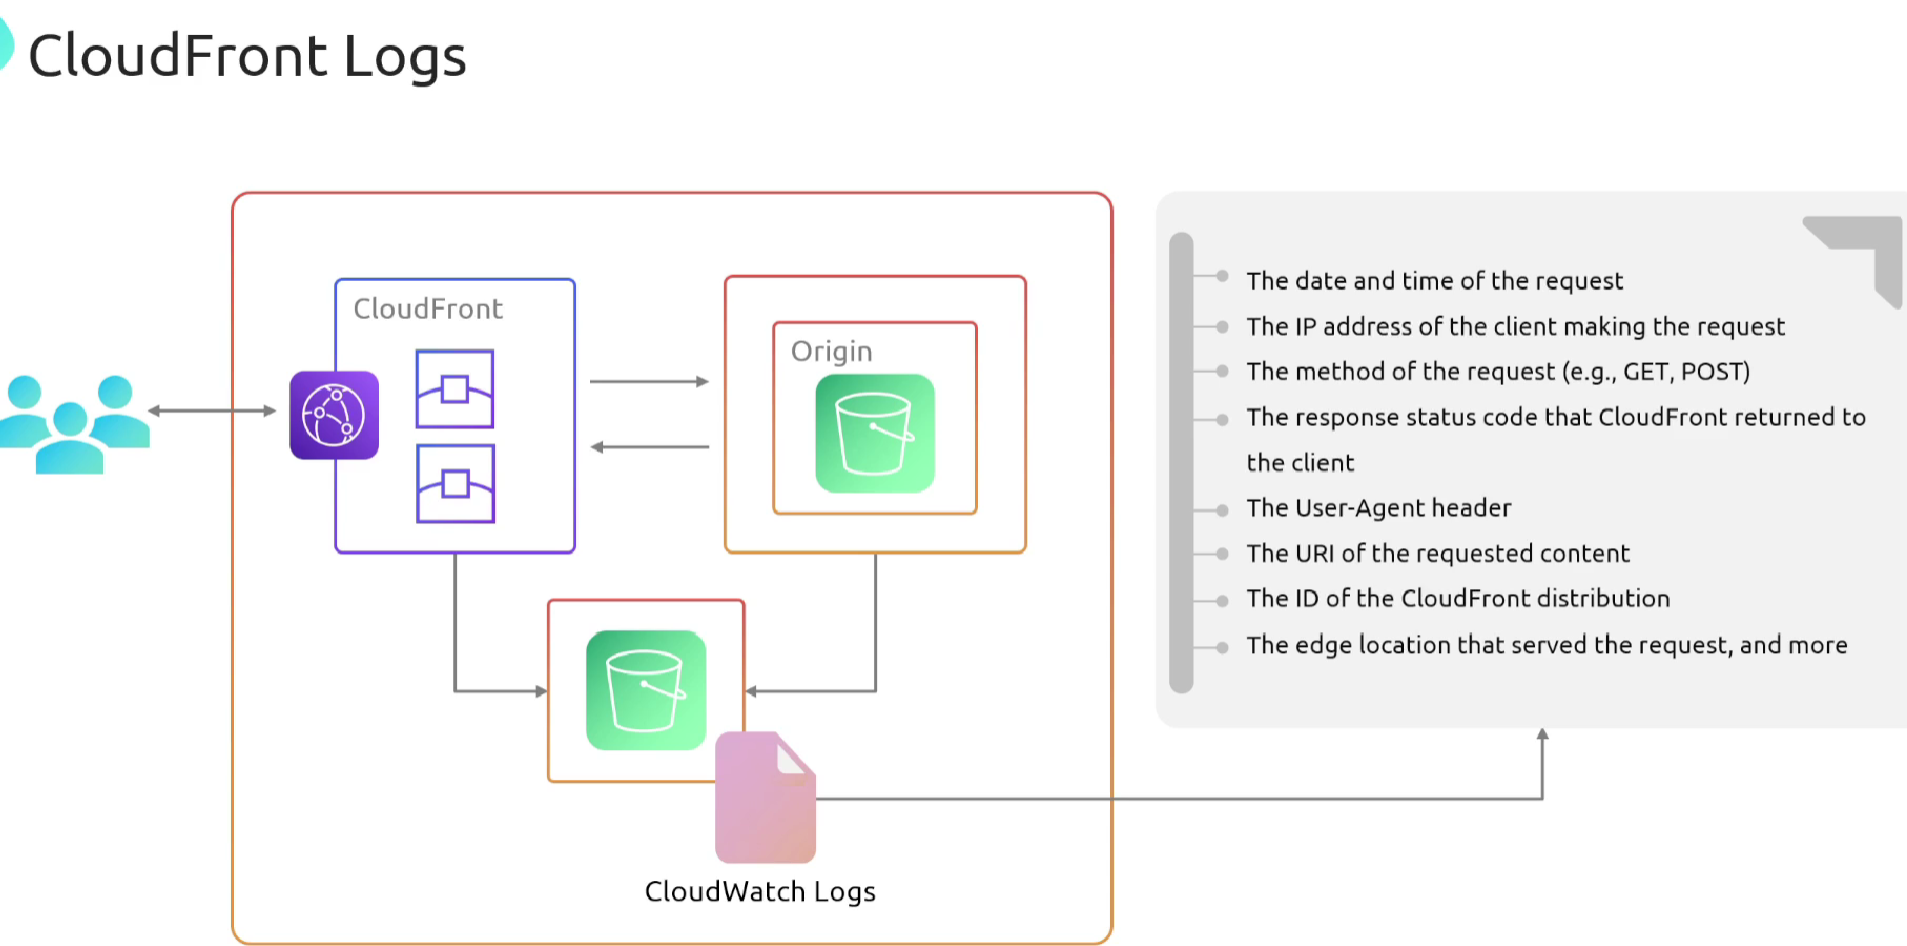 CloudFront Logs
CloudFront
Origin
CloudWatch Logs
The date and time of the request
The IP address of the client making the request
The method of the request (e.g., GET, POST)
The response status code that CloudFront returned to
the client
The User-Agent header
The URI of the requested content
The ID of the CloudFront distribution
The edge location that served the request, and more